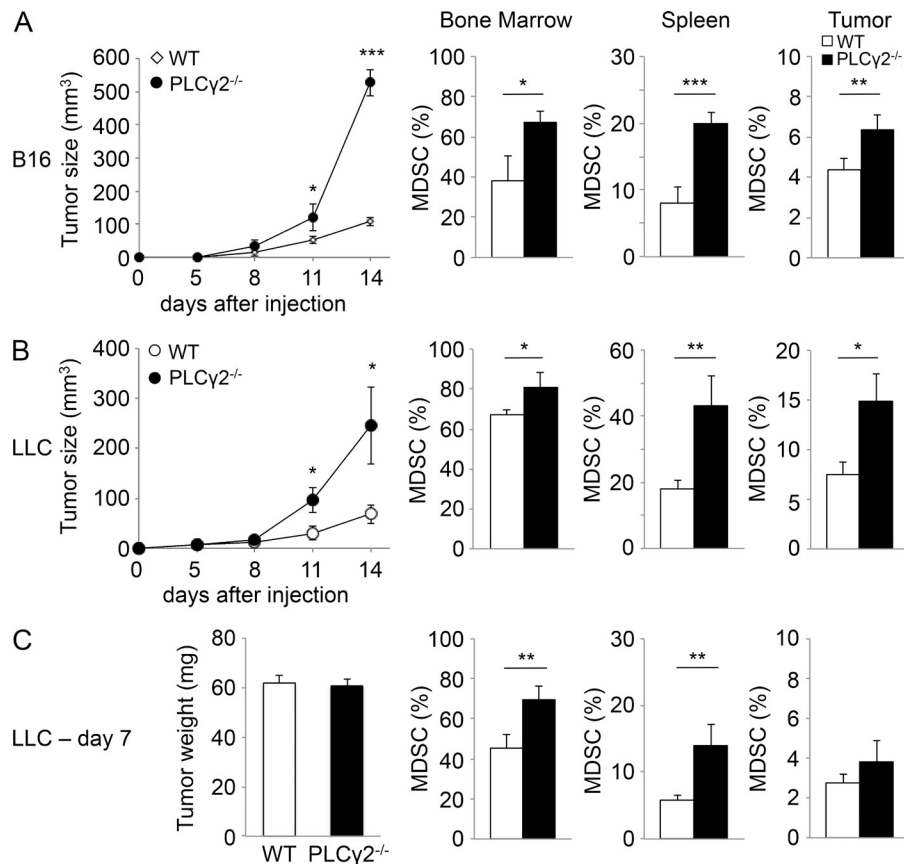 A
B16
Tumor size (mm³)
600
500
400
300
200
100
0
0 5 8 11 14
days after injection
WT
PLCγ2-/-
*
***
Bone Marrow
MDSC (%)
100
80
60
40
20
0
*
Spleen
MDSC (%)
30
20
10
0
***
Tumor
WT
PLCγ2-/-
MDSC (%)
10
8
6
4
2
0
**
B
LLC
Tumor size (mm³)
400
300
200
100
0
0 5 8 11 14
days after injection
WT
PLCγ2-/-
*
*
MDSC (%)
100
80
60
40
20
0
*
MDSC (%)
60
40
20
0
**
MDSC (%)
20
15
10
5
0
*
C
LLC – day 7
Tumor weight (mg)
80
60
40
20
0
WT PLCγ2-/-
MDSC (%)
100
80
60
40
20
0
**
MDSC (%)
30
20
10
0
**
MDSC (%)
10
8
6
4
2
0